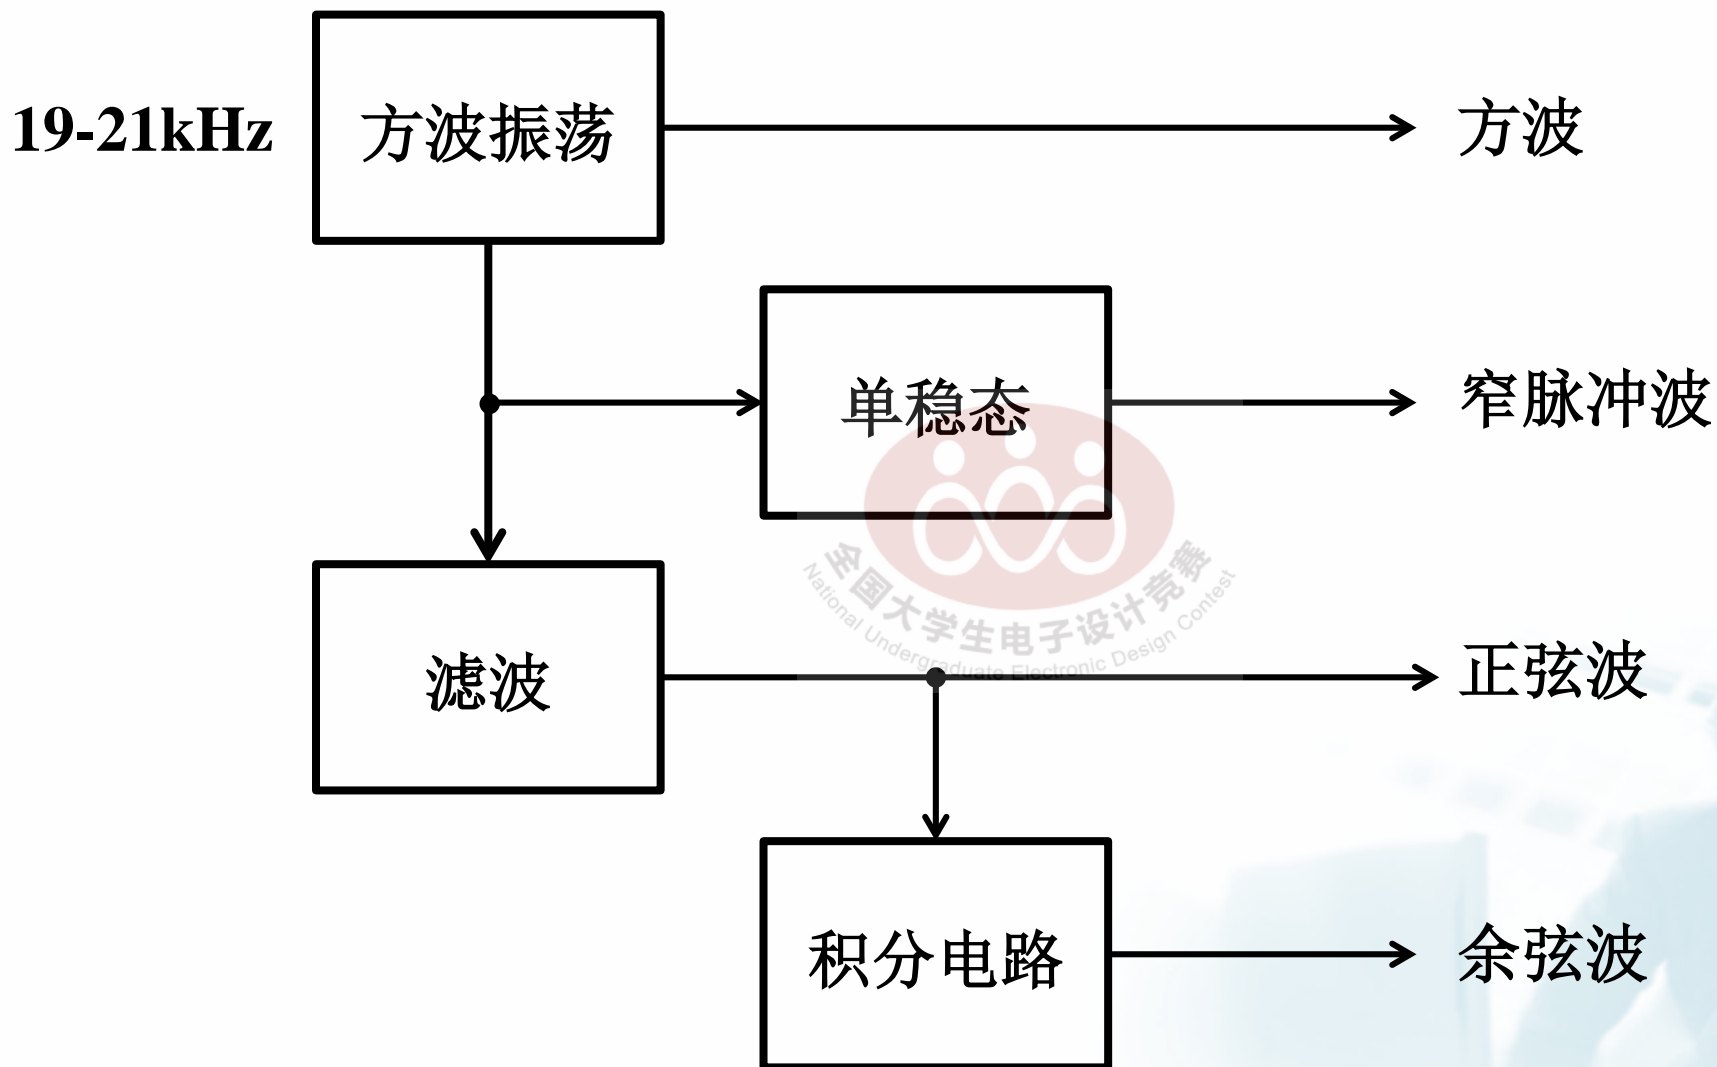 19-21kHz
方波振荡
方波
单稳态
窄脉冲波
全国大学生电子设计竞赛
National Undergraduate Electronic Design Contest
滤波
正弦波
积分电路
余弦波